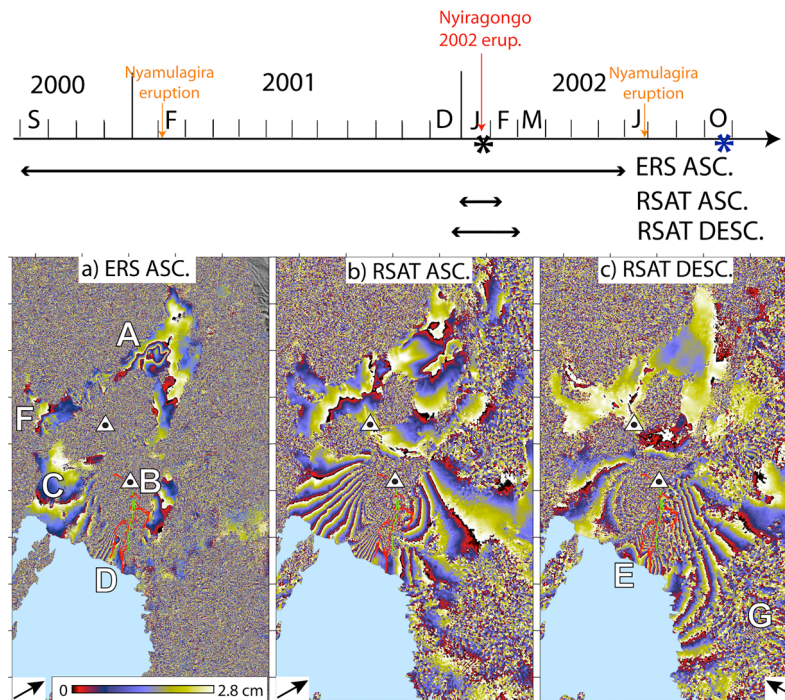 Nyiragongo
2002 erup.
2000
Nyamulagira
eruption
2001
2002
Nyamulagira
eruption
S
F
D
J
F
M
J
O
ERS ASC.
RSAT ASC.
RSAT DESC.
a) ERS ASC.
b) RSAT ASC.
c) RSAT DESC.
A
F
B
C
D
E
G
0
2.8 cm